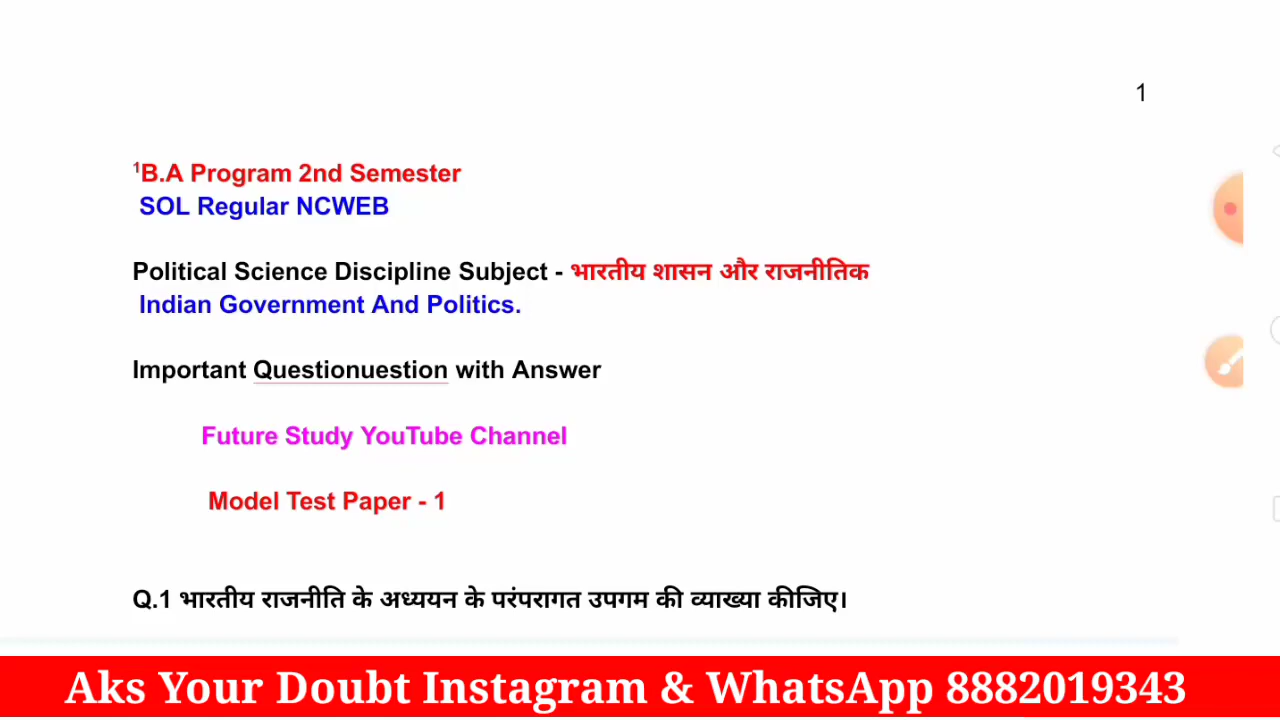 1
¹B.A Program 2nd Semester
SOL Regular NCWEB
Political Science Discipline Subject - भारतीय शासन और राजनीतिक
Indian Government And Politics.
Important Questionuestion with Answer
Future Study YouTube Channel
Model Test Paper - 1
Q.1 भारतीय राजनीति के अध्ययन के परंपरागत उपगम की व्याख्या कीजिए।
Aks Your Doubt Instagram & WhatsApp 8882019343